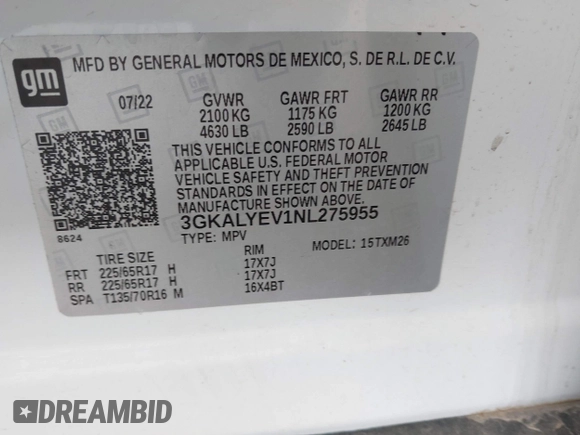 gm
MFD BY GENERAL MOTORS DE MEXICO, S. DE R.L. DE C.V.
07/22 GVWR GAWR FRT GAWR RR
2100 KG 1175 KG 1200 KG
4630 LB 2590 LB 2645 LB
THIS VEHICLE CONFORMS TO ALL
APPLICABLE U.S. FEDERAL MOTOR
VEHICLE SAFETY AND THEFT PREVENTION
STANDARDS IN EFFECT ON THE DATE OF
MANUFACTURE SHOWN ABOVE.
3GKALYEV1NL275955
8624
TYPE: MPV MODEL: 15TXM26
TIRE SIZE RIM
FRT 225/65R17 H 17X7J
RR 225/65R17 H 17X7J
SPA T135/70R16 M 16X4BT
DREAMBID